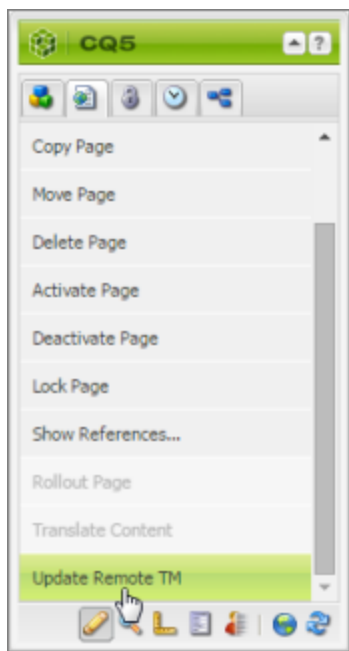 CQ5
?
Copy Page
Move Page
Delete Page
Activate Page
Deactivate Page
Lock Page
Show References...
Rollout Page
Translate Content
Update Remote TM